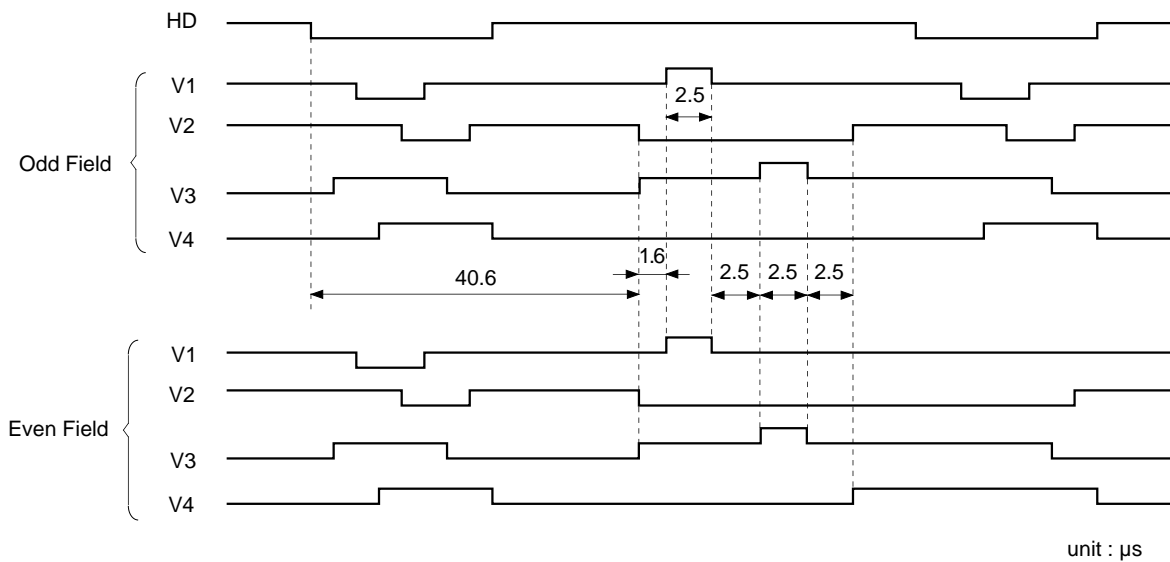 HD
V1
2.5
V2
Odd Field
V3
V4
1.6
40.6
2.5 2.5 2.5
V1
V2
Even Field
V3
V4
unit : µs